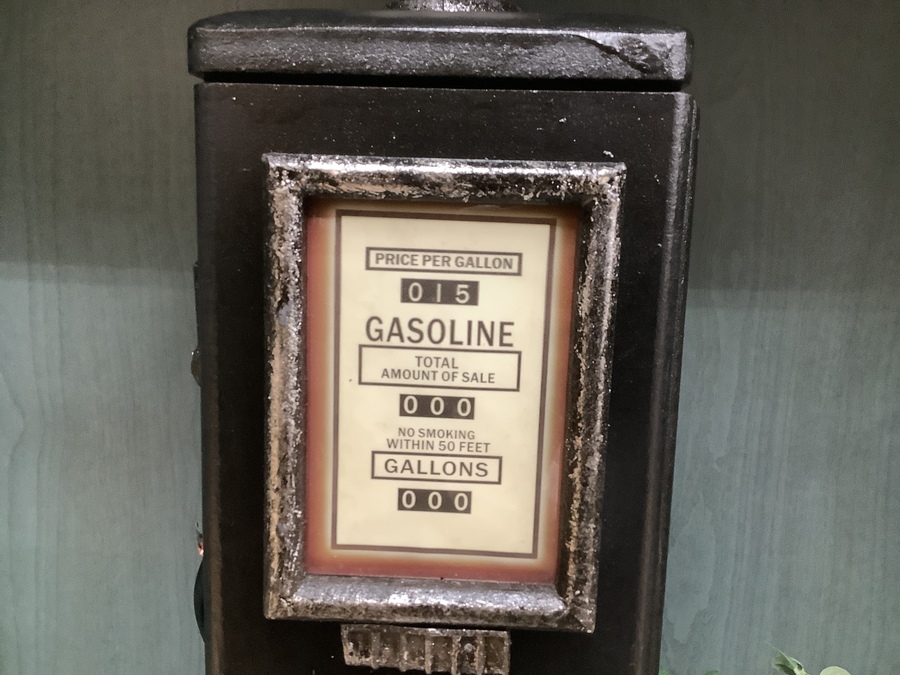 PRICE PER GALLON
015
GASOLINE
TOTAL
AMOUNT OF SALE
000
NO SMOKING
WITHIN 50 FEET
GALLONS
000